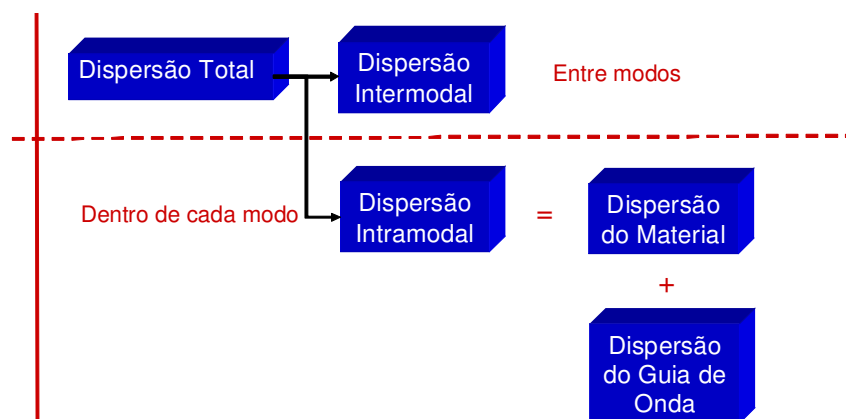 Dispersão Total
Dispersão
Intermodal
Entre modos
Dentro de cada modo
Dispersão
Intramodal
=
Dispersão
do Material
+
Dispersão
do Guia de
Onda